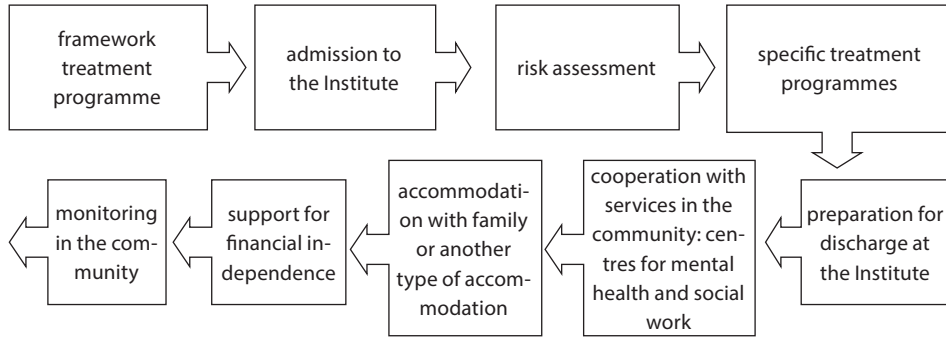 framework
treatment
programme
admission to
the Institute
risk assessment
specific treatment
programmes
preparation for
discharge at
the Institute
cooperation with
services in the
community: cen-
tres for mental
health and social
work
accommodati-
on with family
or another
type of accom-
modation
support for
financial in-
dependence
monitoring
in the com-
munity